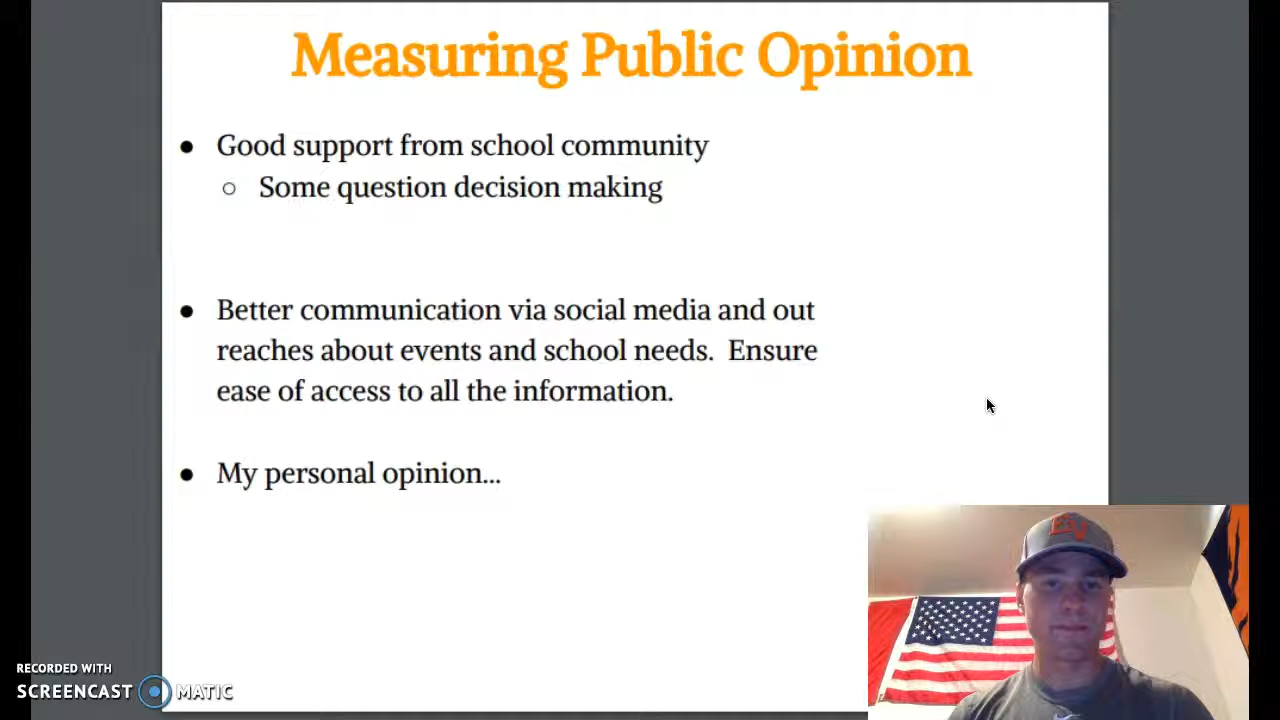 Measuring Public Opinion
● Good support from school community
○ Some question decision making
● Better communication via social media and out
reaches about events and school needs.  Ensure
ease of access to all the information.
● My personal opinion...
EV
RECORDED WITH
SCREENCAST MATIC